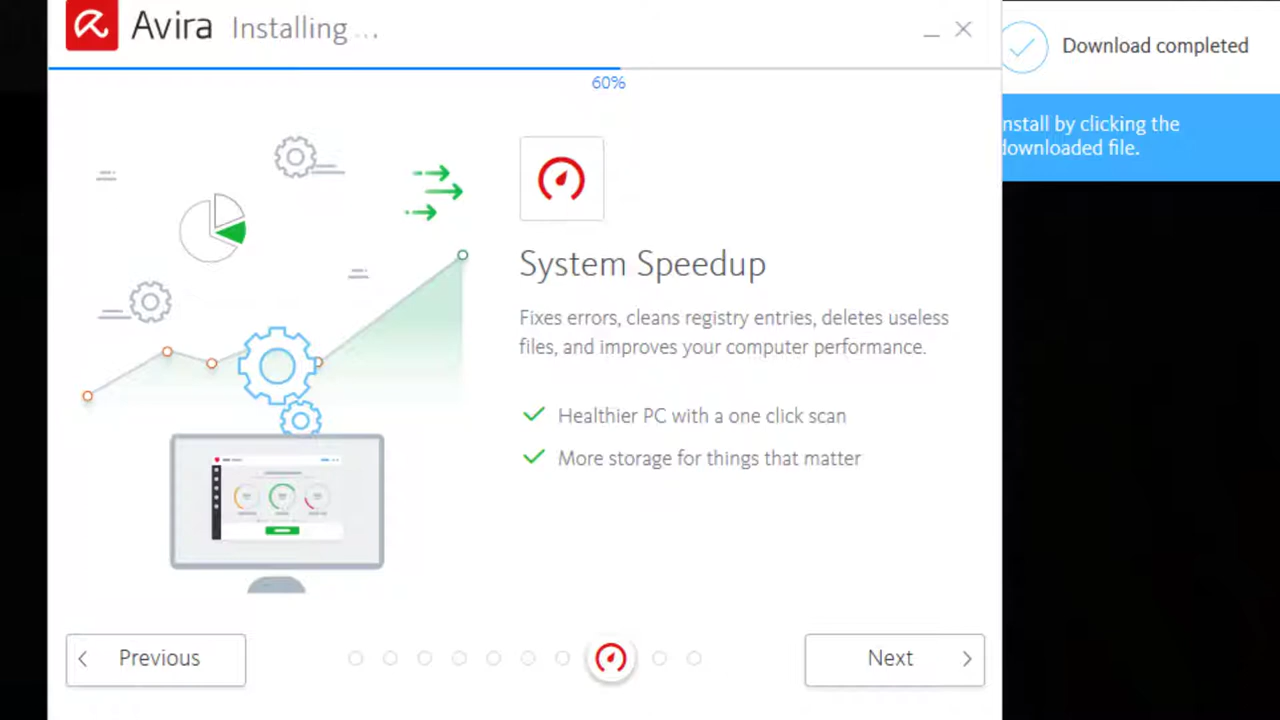 Avira Installing ...
60%
Download completed
nstall by clicking the
downloaded file.
System Speedup
Fixes errors, cleans registry entries, deletes useless
files, and improves your computer performance.
Healthier PC with a one click scan
More storage for things that matter
Previous
Next